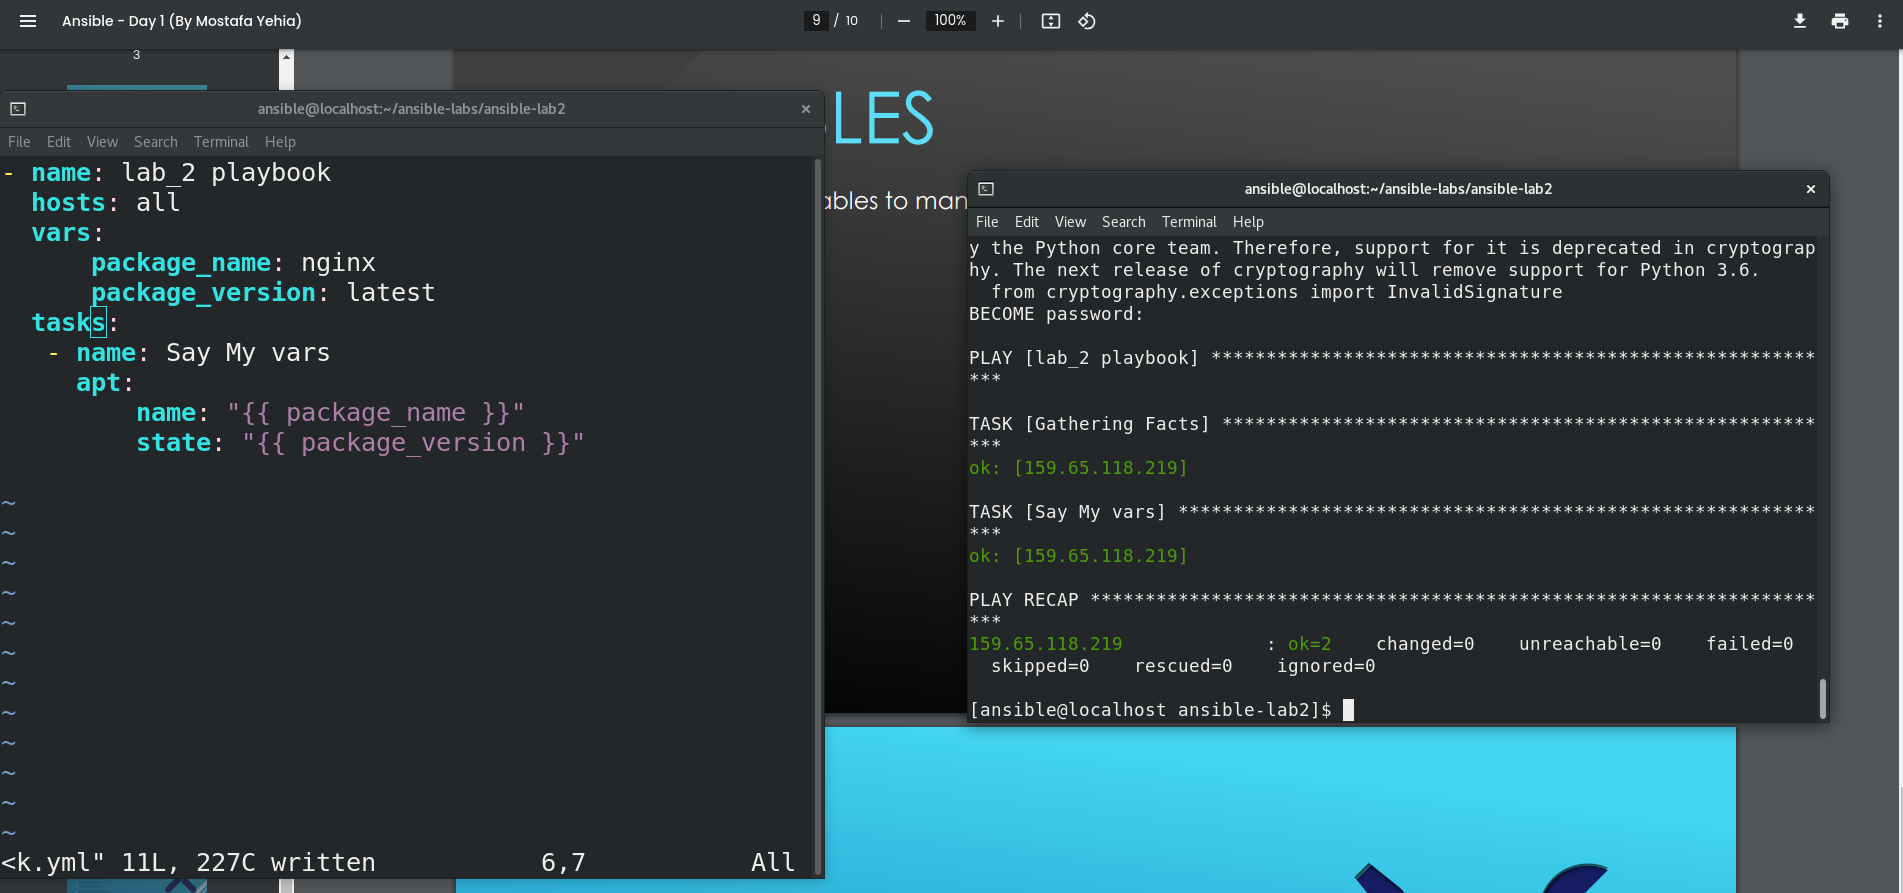 Ansible - Day 1 (By Mostafa Yehia)
9 / 10
100%
3
LES
ables to man
ansible@localhost:~/ansible-labs/ansible-lab2
File Edit View Search Terminal Help
- name: lab_2 playbook
  hosts: all
  vars:
      package_name: nginx
      package_version: latest
  tasks:
   - name: Say My vars
     apt:
         name: "{{ package_name }}"
         state: "{{ package_version }}"
~
~
~
~
~
~
~
~
~
~
~
~
<k.yml" 11L, 227C written 6,7 All
ansible@localhost:~/ansible-labs/ansible-lab2
File Edit View Search Terminal Help
y the Python core team. Therefore, support for it is deprecated in cryptograp
hy. The next release of cryptography will remove support for Python 3.6.
  from cryptography.exceptions import InvalidSignature
BECOME password:
PLAY [lab_2 playbook] *******************************************************
***
TASK [Gathering Facts] ******************************************************
***
ok: [159.65.118.219]
TASK [Say My vars] **********************************************************
***
ok: [159.65.118.219]
PLAY RECAP ******************************************************************
***
159.65.118.219 : ok=2 changed=0 unreachable=0 failed=0
  skipped=0 rescued=0 ignored=0
[ansible@localhost ansible-lab2]$